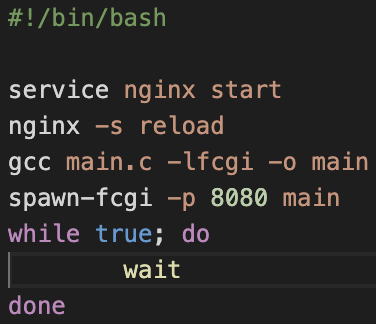 #!/bin/bash

service nginx start
nginx -s reload
gcc main.c -lfcgi -o main
spawn-fcgi -p 8080 main
while true; do
        wait
done